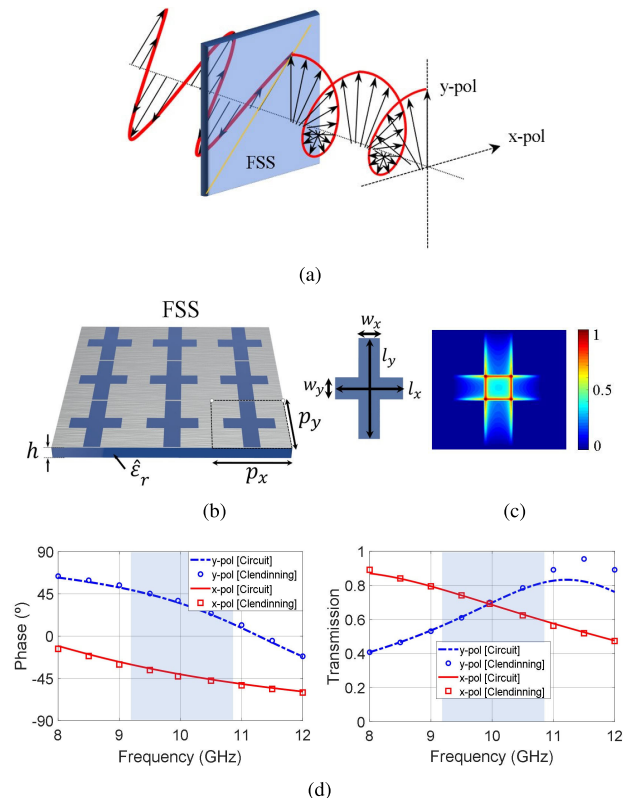 y-pol
x-pol
FSS
(a)
FSS
h
ε̂r
px
py
wx
ly
wy
lx
1
0.5
0
(b)
(c)
90
45
0
-45
-90
Phase (º)
8
9
10
11
12
Frequency (GHz)
y-pol [Circuit]
y-pol [Clendinning]
x-pol [Circuit]
x-pol [Clendinning]
1
0.8
0.6
0.4
0.2
0
Transmission
8
9
10
11
12
Frequency (GHz)
y-pol [Circuit]
y-pol [Clendinning]
x-pol [Circuit]
x-pol [Clendinning]
(d)